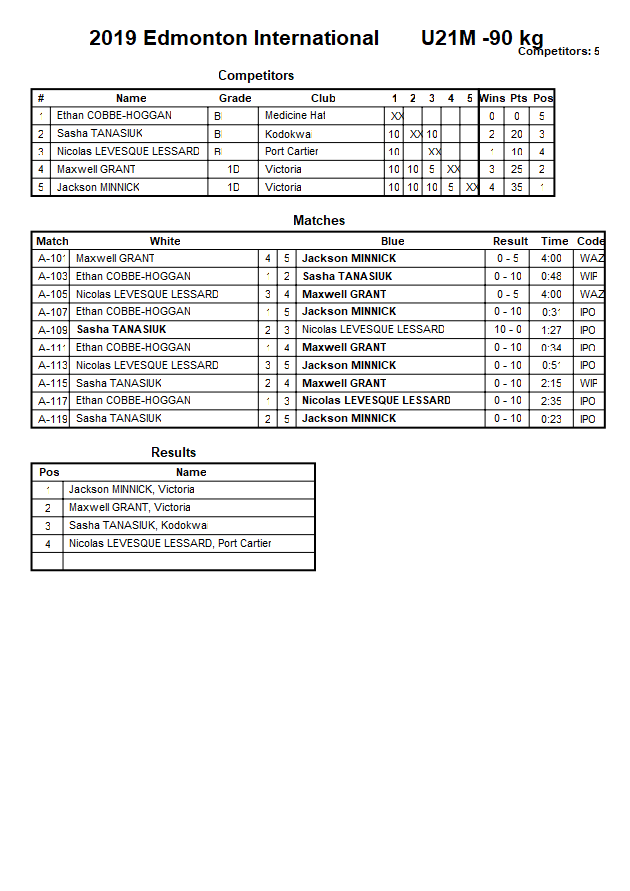 2019 Edmonton International U21M -90 kg
Competitors: 5
Competitors
# Name Grade Club 1 2 3 4 5 Wins Pts Pos
1 Ethan COBBE-HOGGAN B Medicine Hat XX 0 0 5
2 Sasha TANASIUK B Kodokwa 10 XX 10 2 20 3
3 Nicolas LEVESQUE LESSARD B Port Cartier 10 XX 1 10 4
4 Maxwell GRANT 1D Victoria 10 10 5 XX 3 25 2
5 Jackson MINNICK 1D Victoria 10 10 10 5 XX 4 35 1
Matches
Match White Blue Result Time Code
A-101 Maxwell GRANT 4 5 Jackson MINNICK 0 - 5 4:00 WAZ
A-103 Ethan COBBE-HOGGAN 1 2 Sasha TANASIUK 0 - 10 0:48 WIP
A-105 Nicolas LEVESQUE LESSARD 3 4 Maxwell GRANT 0 - 5 4:00 WAZ
A-107 Ethan COBBE-HOGGAN 1 5 Jackson MINNICK 0 - 10 0:31 IPO
A-109 Sasha TANASIUK 2 3 Nicolas LEVESQUE LESSARD 10 - 0 1:27 IPO
A-111 Ethan COBBE-HOGGAN 1 4 Maxwell GRANT 0 - 10 0:34 IPO
A-113 Nicolas LEVESQUE LESSARD 3 5 Jackson MINNICK 0 - 10 0:51 IPO
A-115 Sasha TANASIUK 2 4 Maxwell GRANT 0 - 10 2:15 WIP
A-117 Ethan COBBE-HOGGAN 1 3 Nicolas LEVESQUE LESSARD 0 - 10 2:35 IPO
A-119 Sasha TANASIUK 2 5 Jackson MINNICK 0 - 10 0:23 IPO
Results
Pos Name
1 Jackson MINNICK, Victoria
2 Maxwell GRANT, Victoria
3 Sasha TANASIUK, Kodokwa
4 Nicolas LEVESQUE LESSARD, Port Cartier